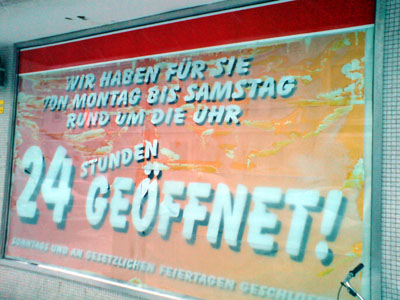 WIR HABEN FÜR SIE
VON MONTAG BIS SAMSTAG
RUND UM DIE UHR
24 STUNDEN
GEÖFFNET!
SONNTAGS UND AN GESETZLICHEN FEIERTAGEN GESCHLOSSEN